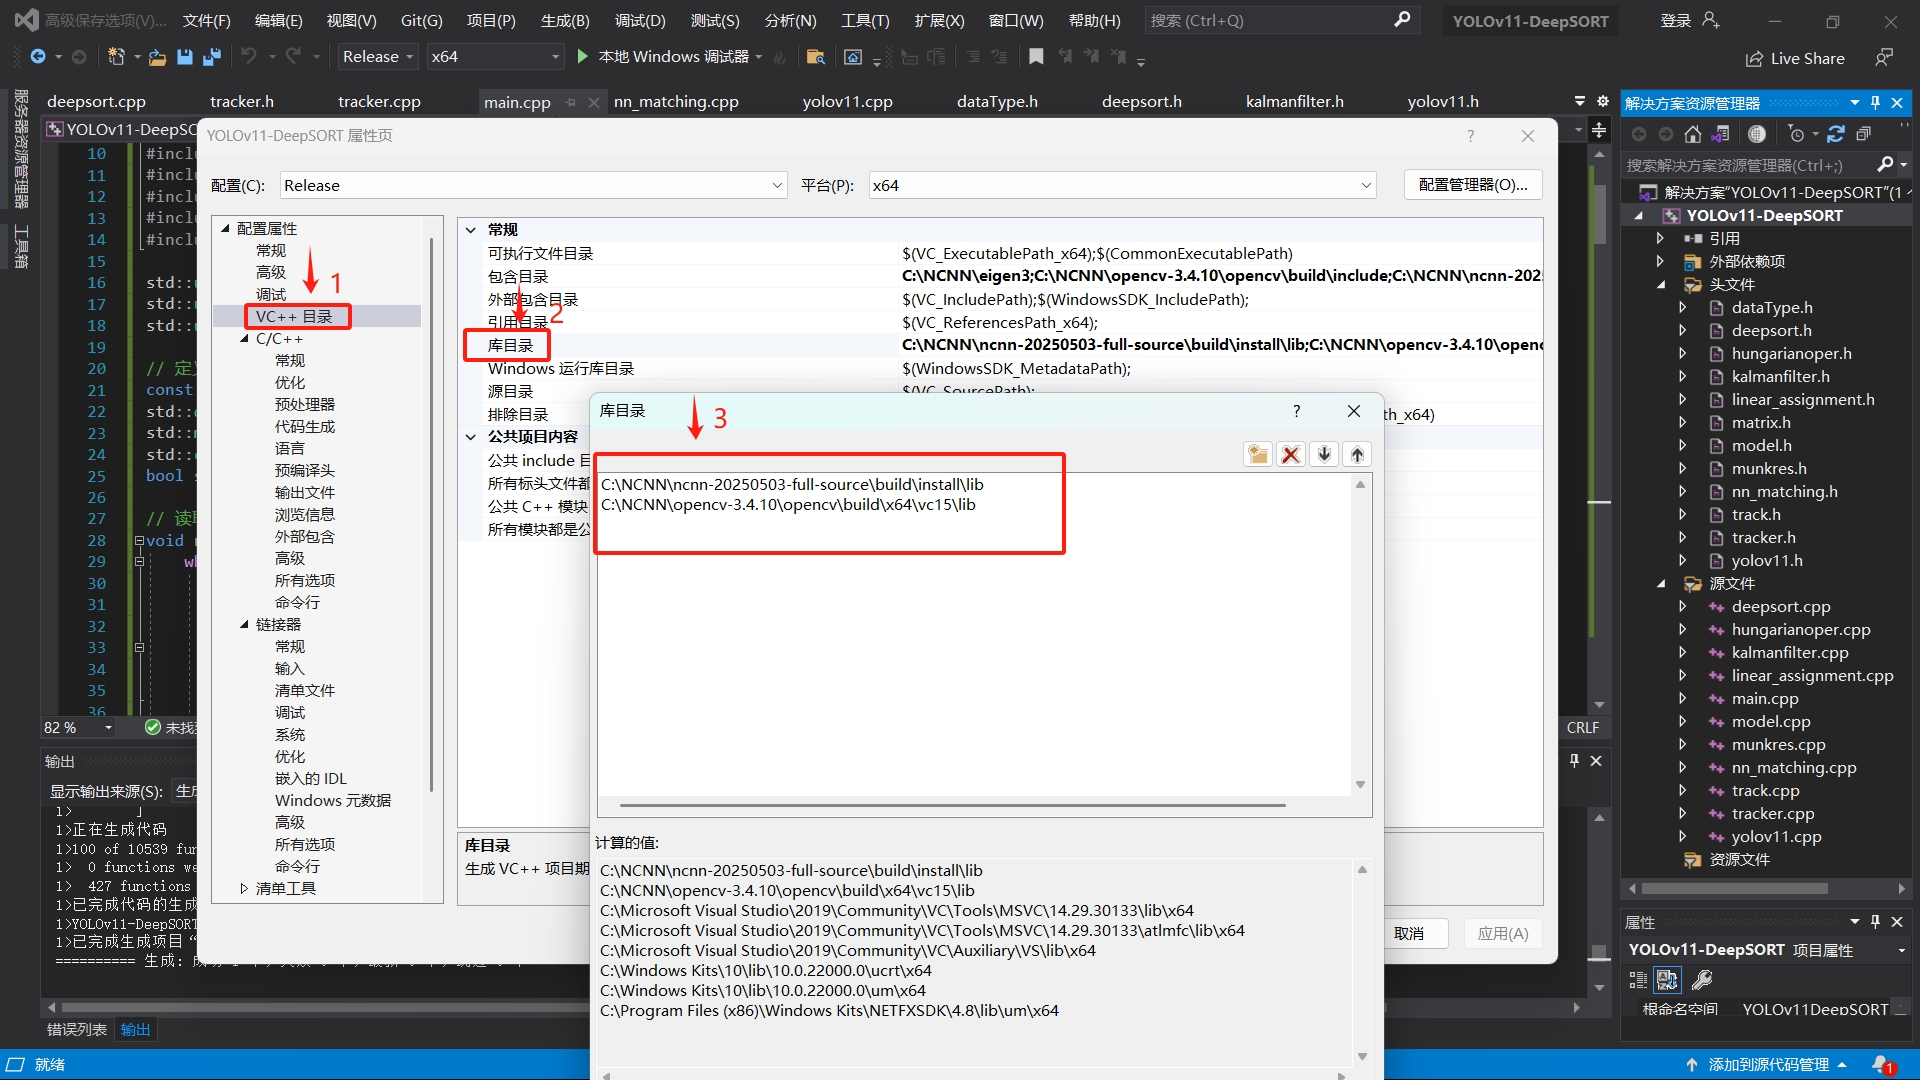 高级保存选项(V)... 文件(F) 编辑(E) 视图(V) Git(G) 项目(P) 生成(B) 调试(D) 测试(S) 分析(N) 工具(T) 扩展(X) 窗口(W) 帮助(H) 搜索 (Ctrl+Q) YOLOv11-DeepSORT 登录
Release x64 本地 Windows 调试器 Live Share
服务器资源管理器
工具箱
deepsort.cpp tracker.h tracker.cpp main.cpp nn_matching.cpp yolov11.cpp dataType.h deepsort.h kalmanfilter.h yolov11.h
YOLOv11-DeepSO
10 #inclu
11 #inclu
12 #inclu
13 #inclu
14 #inclu
15
16 std::u
17 std::u
18 std::u
19
20 //
21 const
22 std::
23 std::
24 std::
25 bool s
26
27 //
28 void
29
30
31
32
33
34
35
36
82 % CRLF
YOLOv11-DeepSORT 属性页 ?
配置(C): Release 平台(P): x64 配置管理器(O)...
配置属性
常规
高级
调试
VC++ 目录
C/C++
常规
优化
预处理器
代码生成
语言
预编译头
输出文件
浏览信息
外部包含
高级
所有选项
命令行
链接器
常规
输入
清单文件
调试
系统
优化
嵌入的 IDL
Windows 元数据
高级
所有选项
命令行
清单工具
1
2
3
常规
可执行文件目录 $(VC_ExecutablePath_x64);$(CommonExecutablePath)
包含目录 C:\NCNN\eigen3;C:\NCNN\opencv-3.4.10\opencv\build\include;C:\NCNN\ncnn-202
外部包含目录 $(VC_IncludePath);$(WindowsSDK_IncludePath);
引用目录 $(VC_ReferencesPath_x64);
库目录 C:\NCNN\ncnn-20250503-full-source\build\install\lib;C:\NCNN\opencv-3.4.10\openc
Windows 运行库目录 $(WindowsSDK_MetadataPath);
源目录 $(VC_SourcePath);
排除目录 th_x64)
公共项目内容
公共 include 目
所有标头文件都
公共 C++ 模块
所有模块都是公
库目录
生成 VC++ 项目期
取消 应用(A)
库目录 ?
C:\NCNN\ncnn-20250503-full-source\build\install\lib
C:\NCNN\opencv-3.4.10\opencv\build\x64\vc15\lib
计算的值:
C:\NCNN\ncnn-20250503-full-source\build\install\lib
C:\NCNN\opencv-3.4.10\opencv\build\x64\vc15\lib
C:\Microsoft Visual Studio\2019\Community\VC\Tools\MSVC\14.29.30133\lib\x64
C:\Microsoft Visual Studio\2019\Community\VC\Tools\MSVC\14.29.30133\atlmfc\lib\x64
C:\Microsoft Visual Studio\2019\Community\VC\Auxiliary\VS\lib\x64
C:\Windows Kits\10\lib\10.0.22000.0\ucrt\x64
C:\Windows Kits\10\lib\10.0.22000.0\um\x64
C:\Program Files (x86)\Windows Kits\NETFXSDK\4.8\lib\um\x64
输出
显示输出来源(S):
1> ]
1>正在生成代码
1>100 of 10539 fun
1> 0 functions we
1> 427 functions
1>已完成代码的生成
1>YOLOv11-DeepSORT
1>已完成生成项目“
========== 生成:
错误列表 输出
解决方案资源管理器
搜索解决方案资源管理器(Ctrl+;)
解决方案“YOLOv11-DeepSORT”(1
YOLOv11-DeepSORT
引用
外部依赖项
头文件
dataType.h
deepsort.h
hungarianoper.h
kalmanfilter.h
linear_assignment.h
matrix.h
model.h
munkres.h
nn_matching.h
track.h
tracker.h
yolov11.h
源文件
deepsort.cpp
hungarianoper.cpp
kalmanfilter.cpp
linear_assignment.cpp
main.cpp
model.cpp
munkres.cpp
nn_matching.cpp
track.cpp
tracker.cpp
yolov11.cpp
资源文件
属性
YOLOv11-DeepSORT 项目属性
根命名空间 YOLOv11DeepSORT
就绪 添加到源代码管理 1